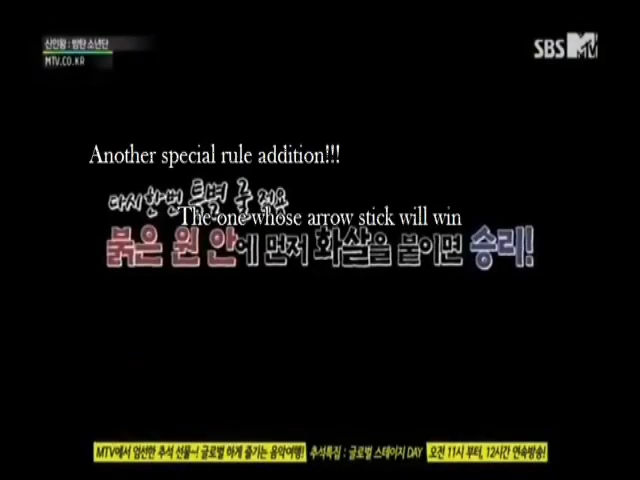 신인왕 : 방탄소년단
MTV.CO.KR
SBS MTV
Another special rule addition!!!
다시 한번 특별 룰 적용
The one whose arrow stick will win
붉은 원 안에 먼저 화살을 붙이면 승리!
MTV에서 엄선한 추석 선물~! 글로벌 하게 즐기는 음악여행! 추석특집 : 글로벌 스테이지 DAY 오전 11시 부터, 12시간 연속방송!